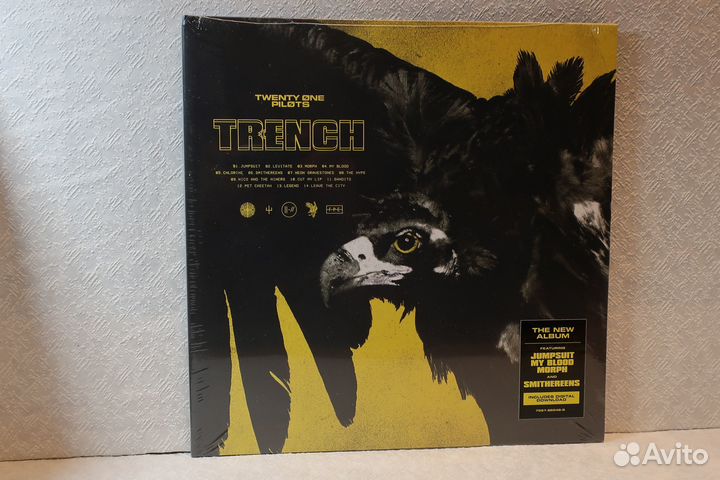 TWENTY ØNE
PILØTS
TRENCH
01 JUMPSUIT 02 LEVITATE 03 MORPH 04 MY BLOOD
05 CHLORINE 06 SMITHEREENS 07 NEON GRAVESTONES 08 THE HYPE
09 NICO AND THE NINERS 10 CUT MY LIP 11 BANDITO
12 PET CHEETAH 13 LEGEND 14 LEAVE THE CITY
THE NEW
ALBUM
FEATURING
JUMPSUIT
MY BLOOD
MORPH
AND
SMITHEREENS
INCLUDES DIGITAL
DOWNLOAD
Avito